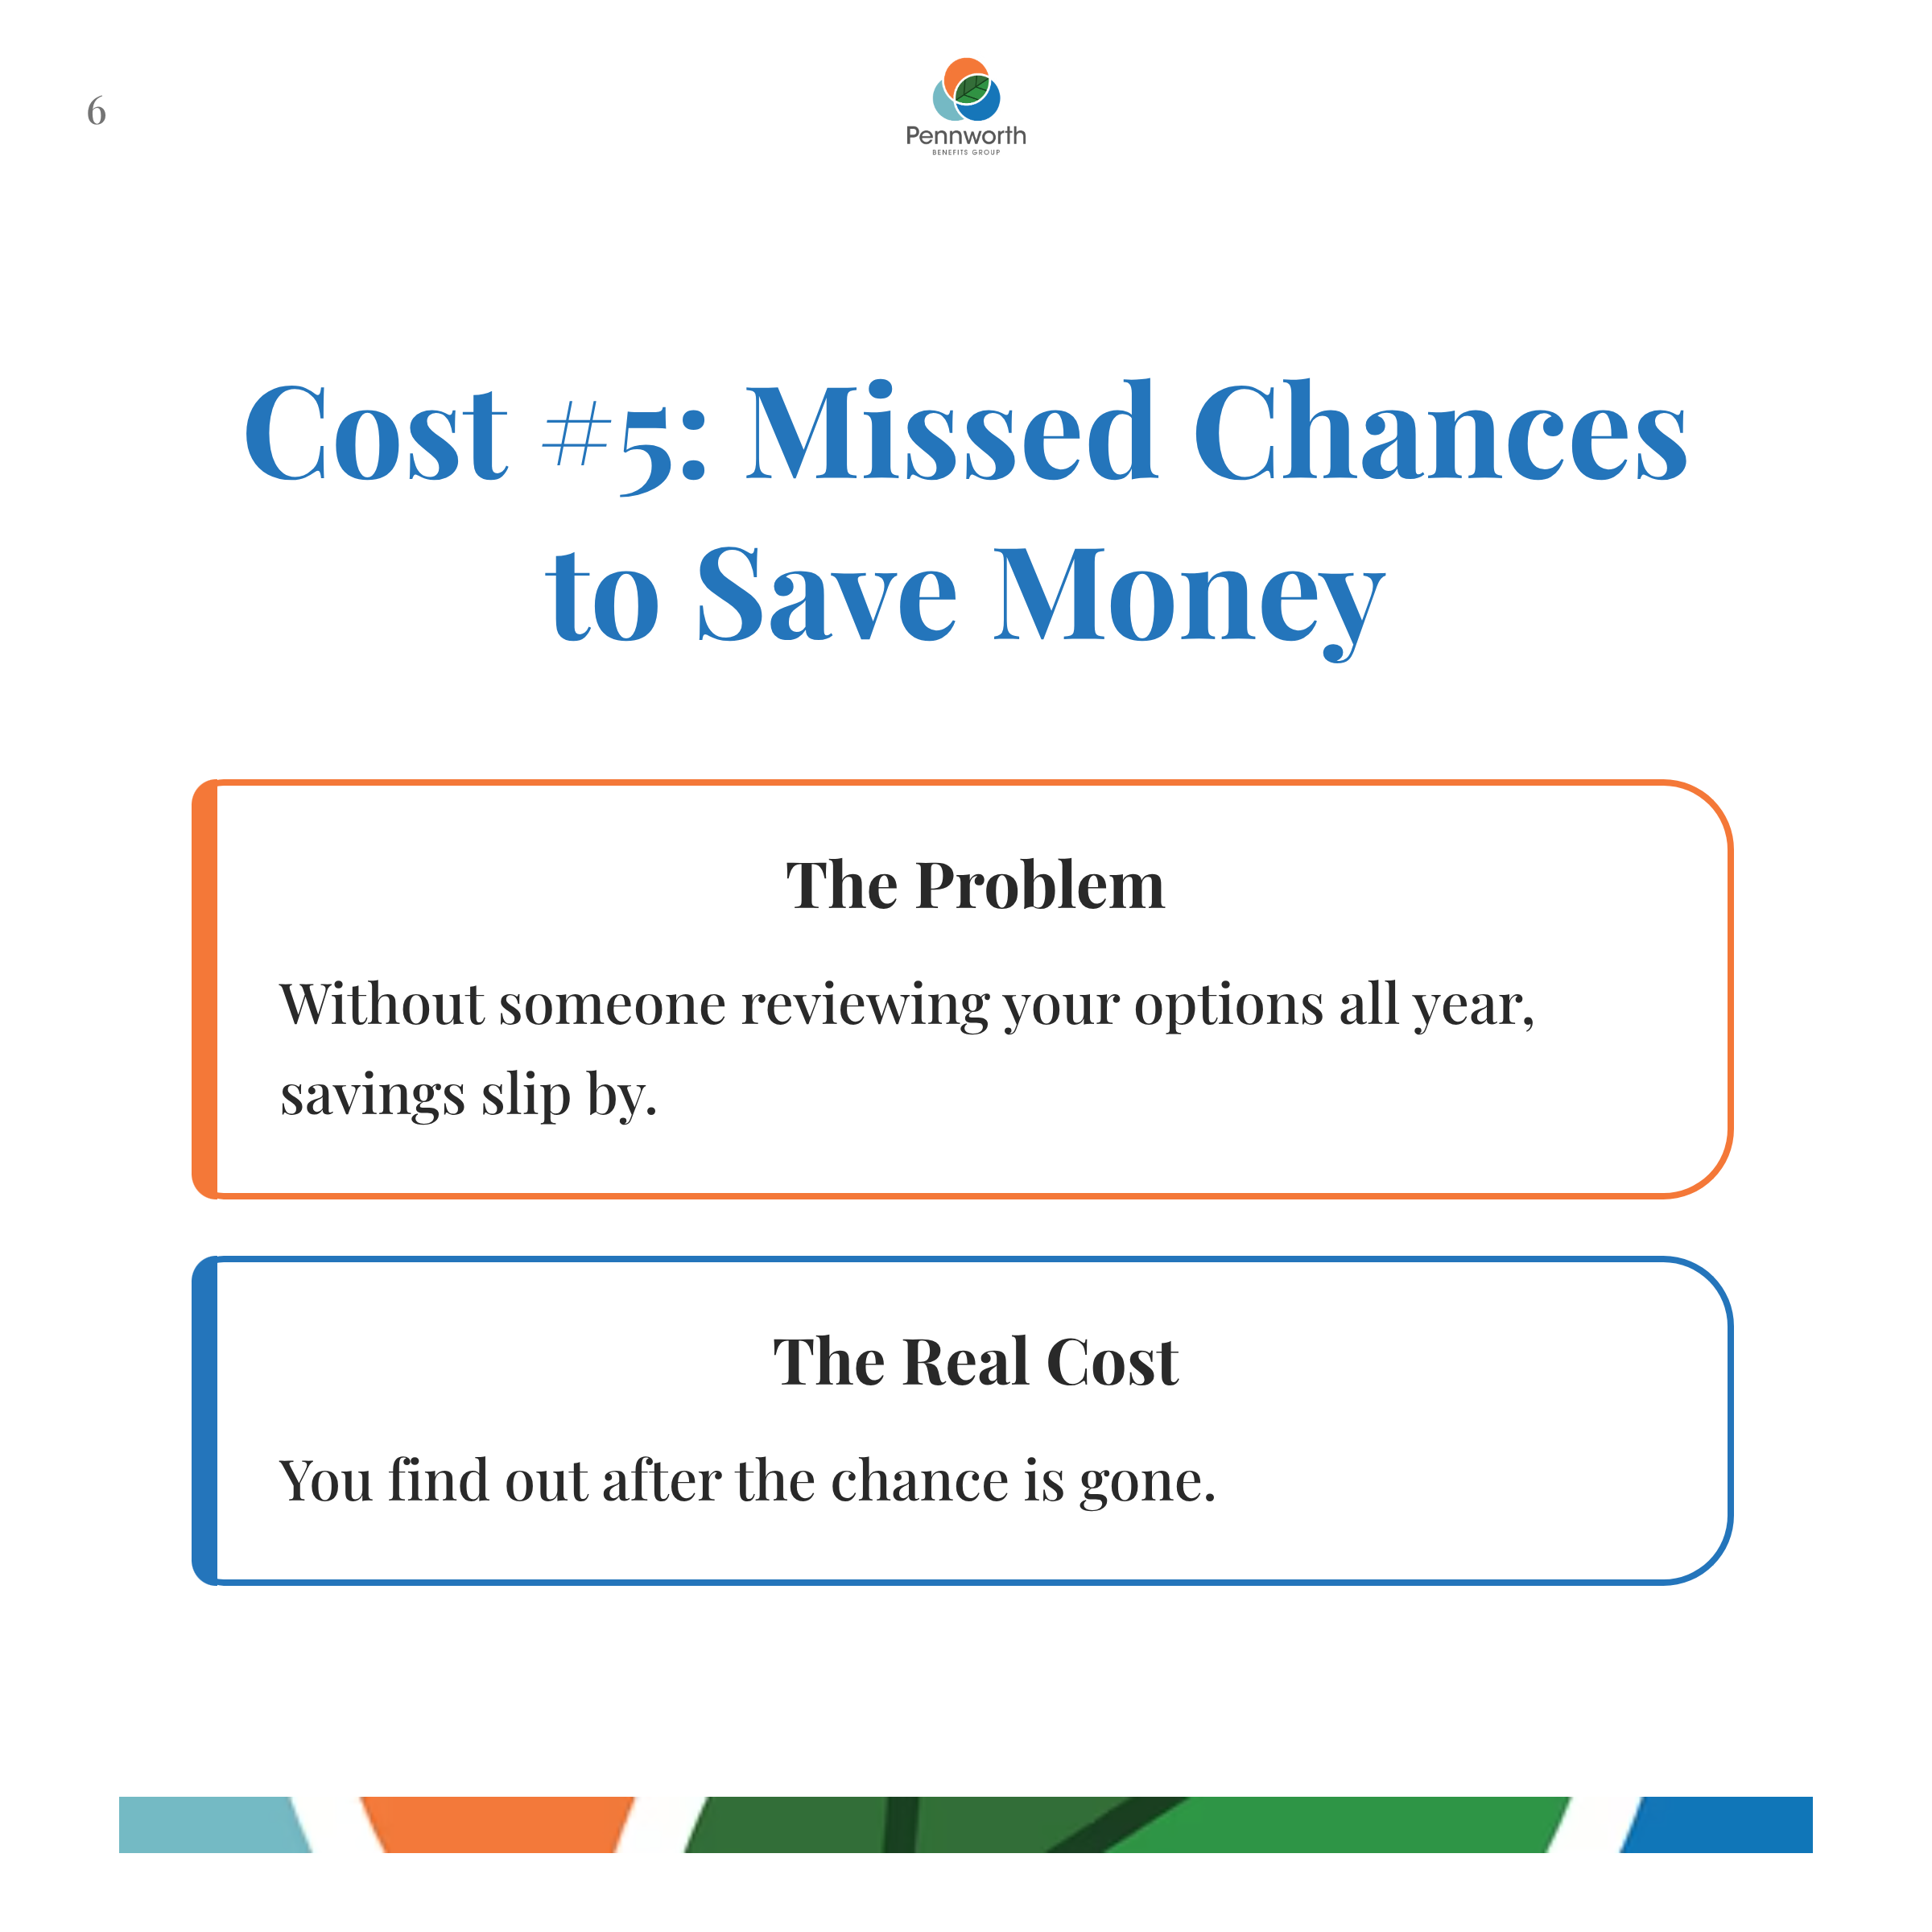 6
Pennworth
BENEFITS GROUP
Cost #5: Missed Chances
to Save Money
The Problem
Without someone reviewing your options all year,
savings slip by.
The Real Cost
You find out after the chance is gone.